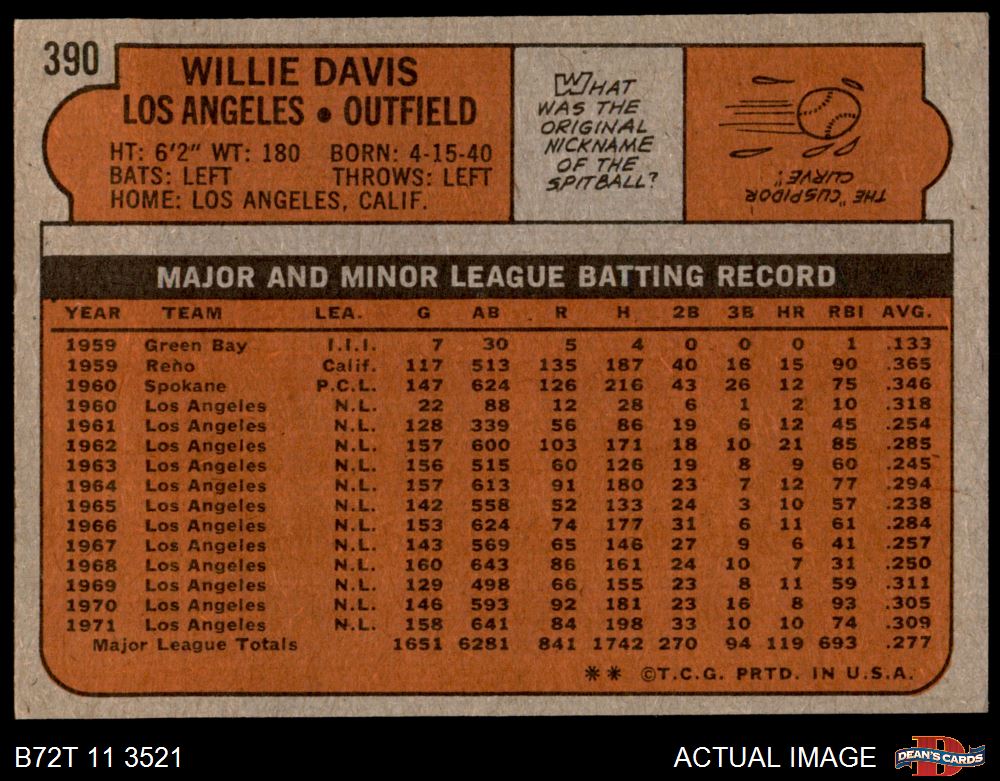 390
WILLIE DAVIS
LOS ANGELES • OUTFIELD
HT: 6'2" WT: 180 BORN: 4-15-40
BATS: LEFT THROWS: LEFT
HOME: LOS ANGELES, CALIF.
WHAT
WAS THE
ORIGINAL
NICKNAME
OF THE
SPITBALL?
THE "CUSPIDOR
CURVE"!
MAJOR AND MINOR LEAGUE BATTING RECORD
YEAR TEAM LEA. G AB R H 2B 3B HR RBI AVG.
1959 Green Bay I.I.I. 7 30 5 4 0 0 0 1 .133
1959 Reno Calif. 117 513 135 187 40 16 15 90 .365
1960 Spokane P.C.L. 147 624 126 216 43 26 12 75 .346
1960 Los Angeles N.L. 22 88 12 28 6 1 2 10 .318
1961 Los Angeles N.L. 128 339 56 86 19 6 12 45 .254
1962 Los Angeles N.L. 157 600 103 171 18 10 21 85 .285
1963 Los Angeles N.L. 156 515 60 126 19 8 9 60 .245
1964 Los Angeles N.L. 157 613 91 180 23 7 12 77 .294
1965 Los Angeles N.L. 142 558 52 133 24 3 10 57 .238
1966 Los Angeles N.L. 153 624 74 177 31 6 11 61 .284
1967 Los Angeles N.L. 143 569 65 146 27 9 6 41 .257
1968 Los Angeles N.L. 160 643 86 161 24 10 7 31 .250
1969 Los Angeles N.L. 129 498 66 155 23 8 11 59 .311
1970 Los Angeles N.L. 146 593 92 181 23 16 8 93 .305
1971 Los Angeles N.L. 158 641 84 198 33 10 10 74 .309
Major League Totals 1651 6281 841 1742 270 94 119 693 .277
** ©T.C.G. PRTD. IN U.S.A.
B72T 11 3521
ACTUAL IMAGE
D
DEAN'S CARDS